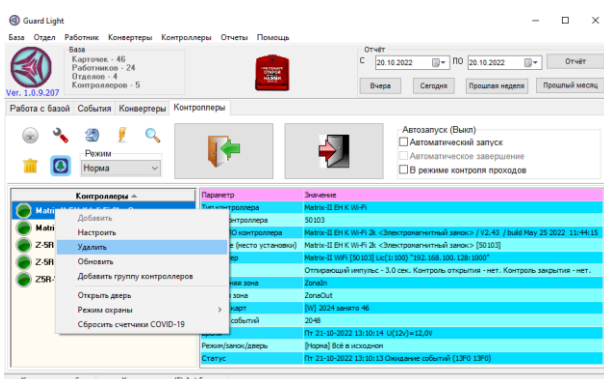 Guard Light
База Отдел Работник Конвертеры Контроллеры Отчеты Помощь
База
Карточек - 46
Работников - 24
Отделов - 4
Контроллеров - 5
Ver. 1.0.9.207
Отчёт
С 20.10.2022 ПО 20.10.2022 Отчёт
Вчера Сегодня Прошлая неделя Прошлый месяц
Работа с базой События Конвертеры Контроллеры
Режим
Норма
Автозапуск (Выкл)
Автоматический запуск
Автоматическое завершение
В режиме контроля проходов
Контроллеры
Параметр Значение
Matrix-II EH K Wi-Fi
50103
ПО контроллера Matrix-II EH K Wi-Fi 2k <Электромагнитный замок> / V2.43 / build May 25 2022 11:44:15
(место установки) Matrix-II EH K Wi-Fi 2k <Электромагнитный замок> [50103]
Matrix-II WiFi [50103] Lic(1:100) "192.168.100.128:1000"
Отпирающий импульс - 3.0 сек. Контроль открытия - нет. Контроль закрытия - нет.
ZonaIn
зона ZonaOut
карт [W] 2024 занято 46
событий 2048
Пт 21-10-2022 13:10:14 U(12v)=12,0V
Режим/замок/дверь [Норма] Всё в исходном
Статус Пт 21-10-2022 13:10:13 Ожидание событий (13F0 13F0)
Z-5R
Z-5R
Добавить
Настроить
Удалить
Обновить
Добавить группу контроллеров
Открыть дверь
Режим охраны
Сбросить счетчики COVID-19